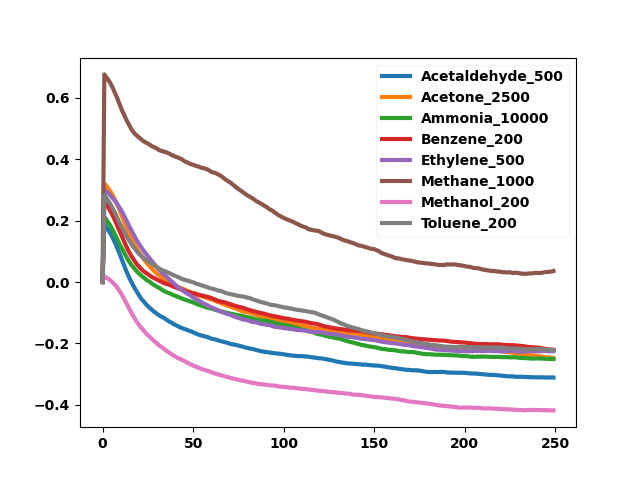 Acetaldehyde_500
Acetone_2500
Ammonia_10000
Benzene_200
Ethylene_500
Methane_1000
Methanol_200
Toluene_200
0.6
0.4
0.2
0.0
−0.2
−0.4
0 50 100 150 200 250